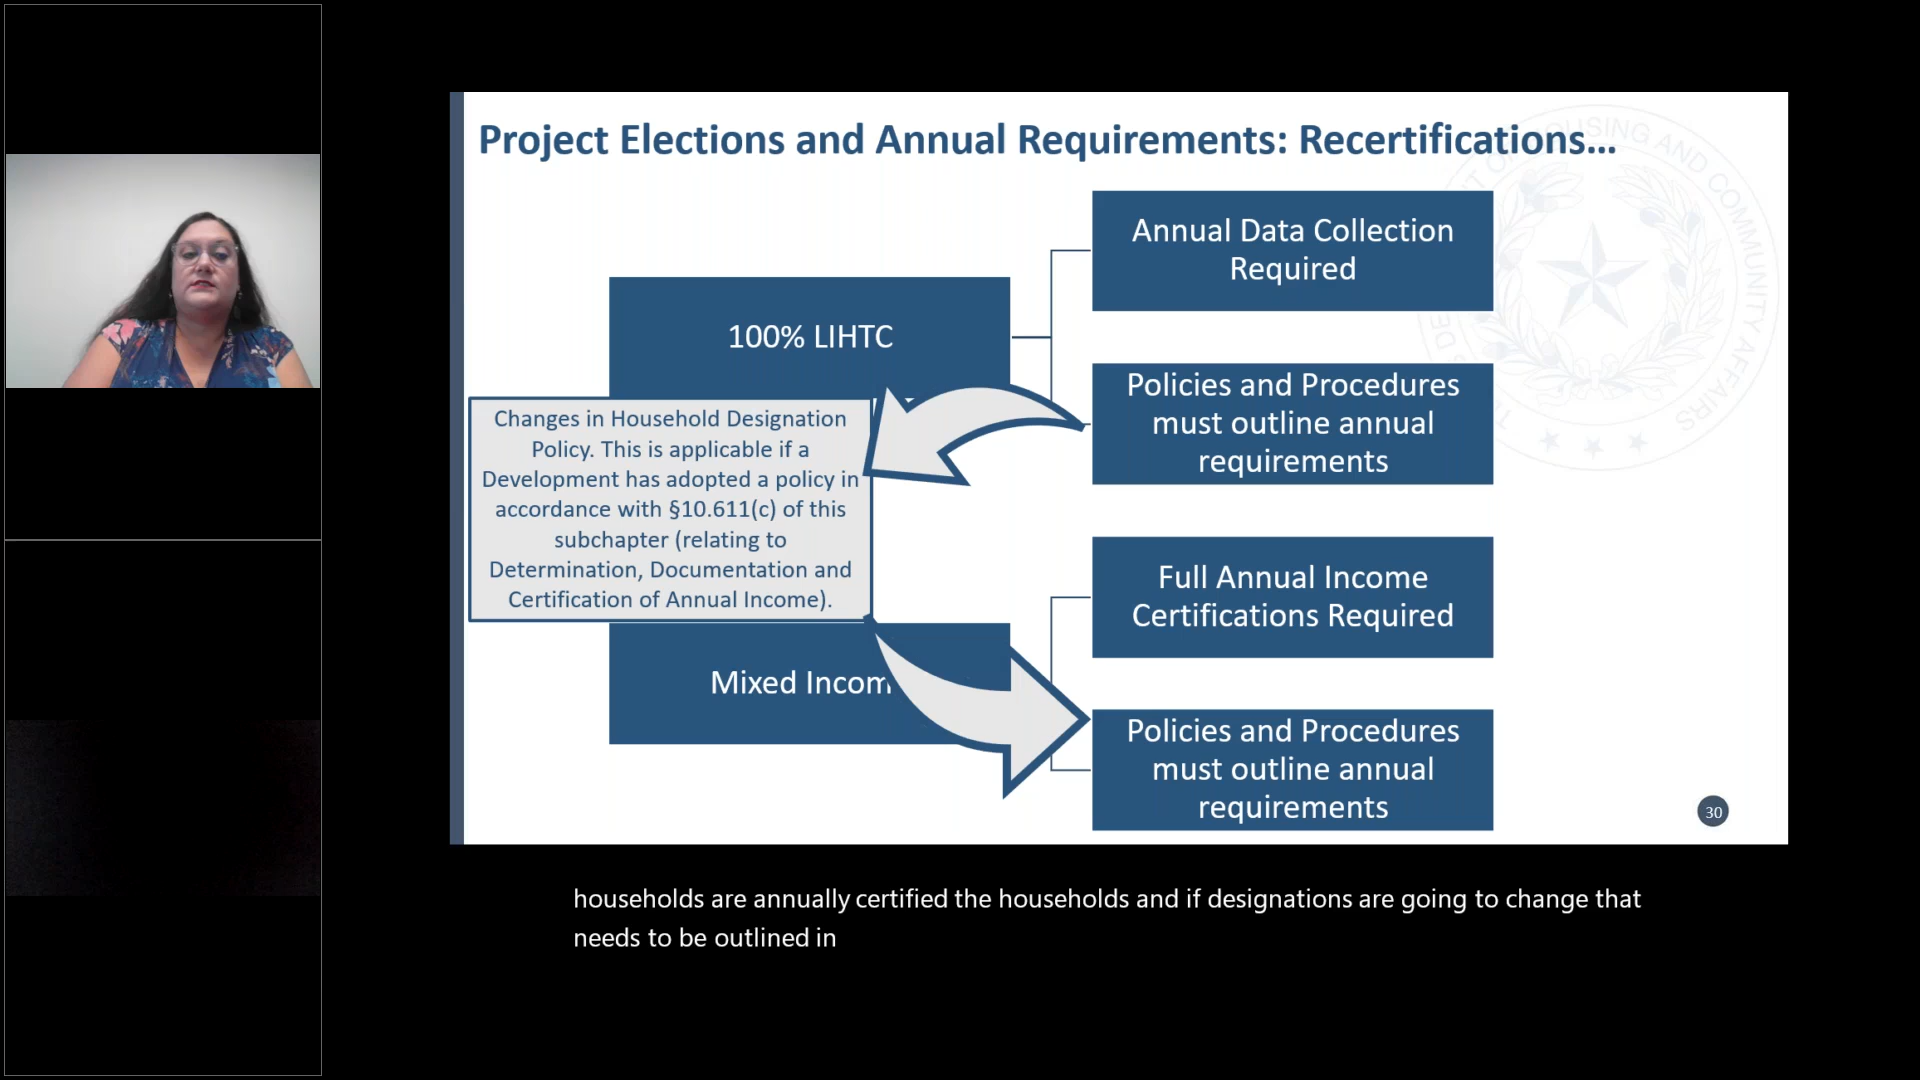 Project Elections and Annual Requirements: Recertifications...
Annual Data Collection
Required
100% LIHTC
Policies and Procedures
must outline annual
requirements
Changes in Household Designation
Policy. This is applicable if a
Development has adopted a policy in
accordance with §10.611(c) of this
subchapter (relating to
Determination, Documentation and
Certification of Annual Income).
Full Annual Income
Certifications Required
Mixed Incom
Policies and Procedures
must outline annual
requirements
30
households are annually certified the households and if designations are going to change that
needs to be outlined in